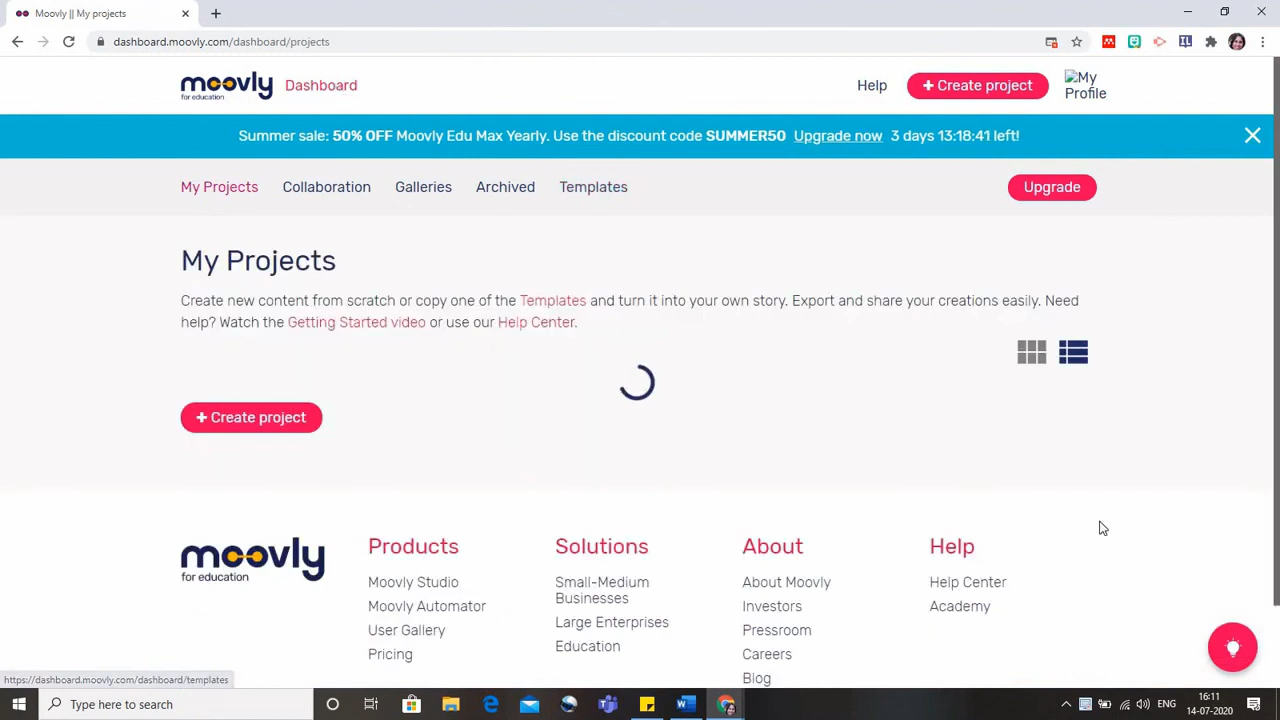 Moovly || My projects
dashboard.moovly.com/dashboard/projects
moovly
for education
Dashboard
Help
+ Create project
My Profile
Summer sale: 50% OFF Moovly Edu Max Yearly. Use the discount code SUMMER50 Upgrade now 3 days 13:18:41 left!
My Projects
Collaboration
Galleries
Archived
Templates
Upgrade
My Projects
Create new content from scratch or copy one of the Templates and turn it into your own story. Export and share your creations easily. Need
help? Watch the Getting Started video or use our Help Center.
+ Create project
moovly
for education
Products
Moovly Studio
Moovly Automator
User Gallery
Pricing
Solutions
Small-Medium
Businesses
Large Enterprises
Education
About
About Moovly
Investors
Pressroom
Careers
Blog
Help
Help Center
Academy
https://dashboard.moovly.com/dashboard/templates
Type here to search
ENG
16:11
14-07-2020